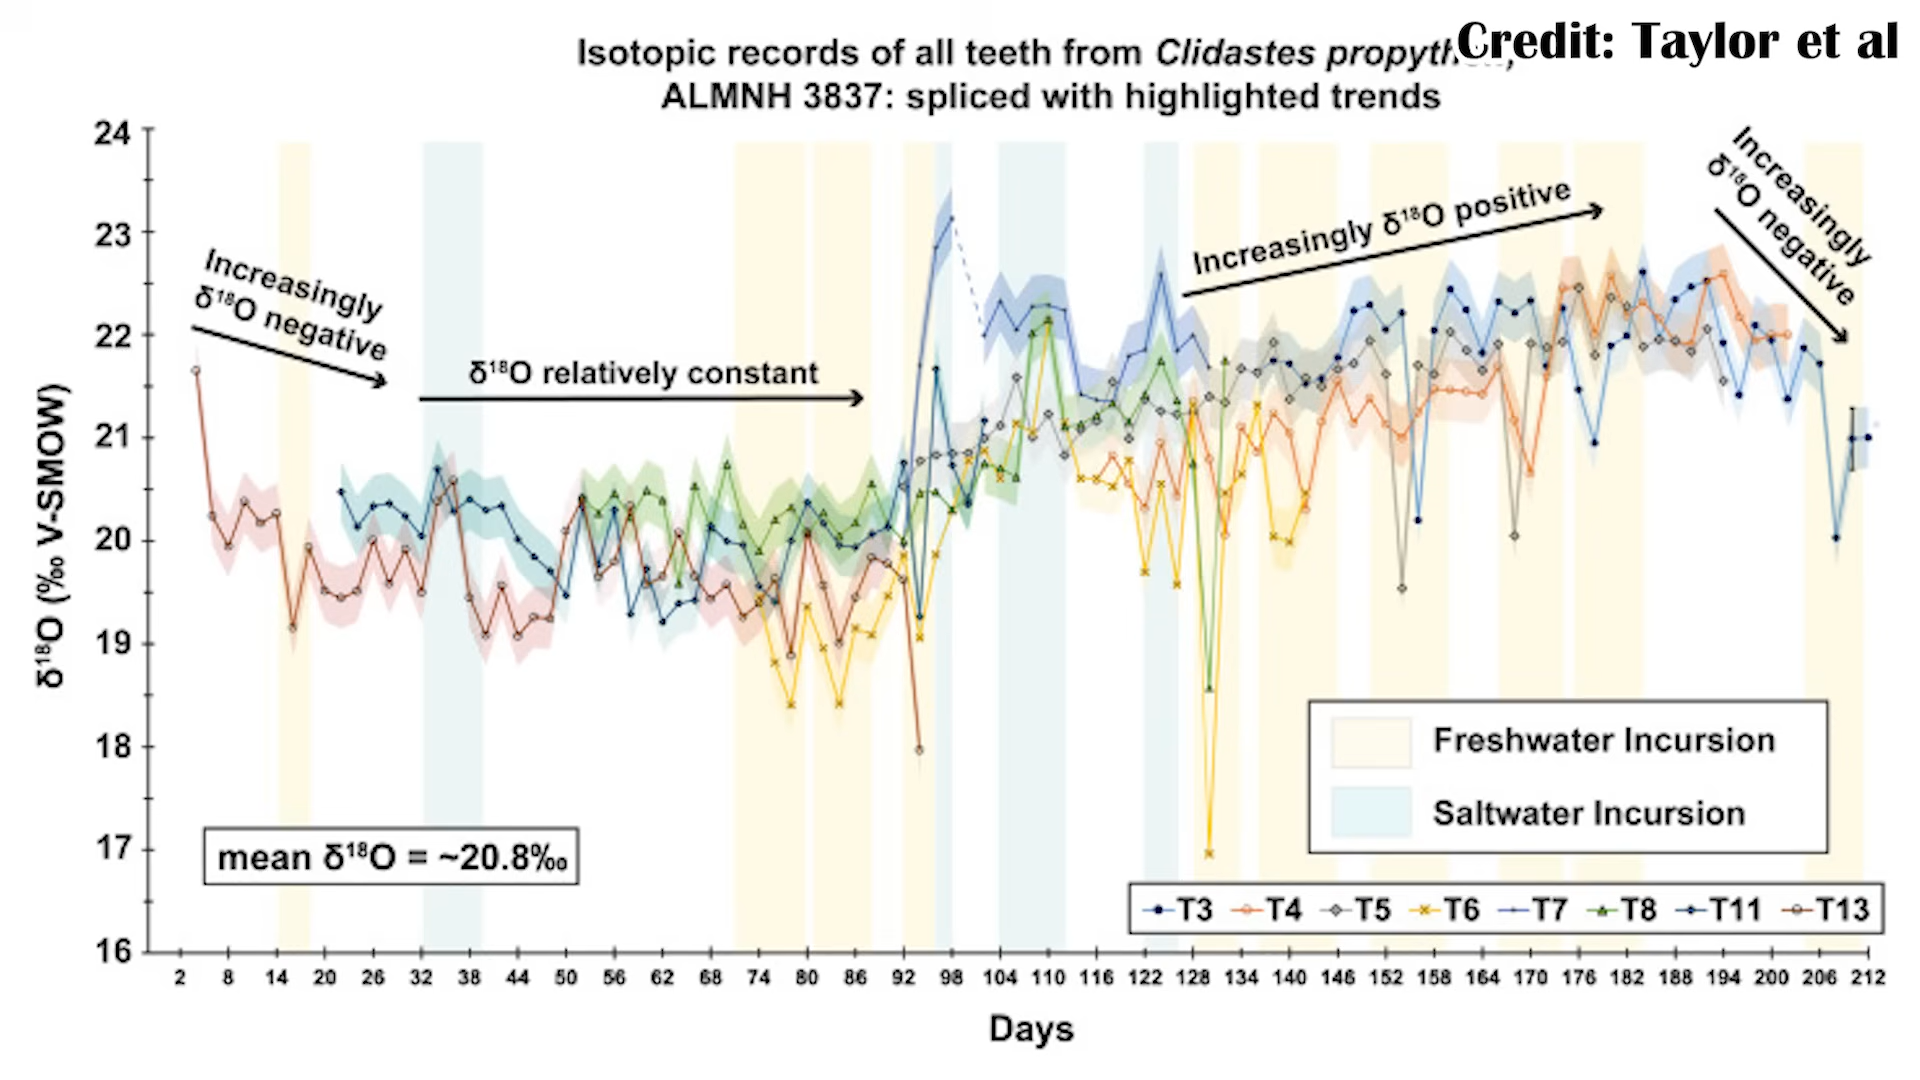 Credit: Taylor et al
Isotopic records of all teeth from Clidastes propyth
ALMNH 3837: spliced with highlighted trends
24
23
22
21
20
19
18
17
16
δ¹⁸O (‰ V-SMOW)
Increasingly
δ¹⁸O negative
δ¹⁸O relatively constant
Increasingly δ¹⁸O positive
Increasingly
δ¹⁸O negative
mean δ¹⁸O = ~20.8‰
Freshwater Incursion
Saltwater Incursion
T3 T4 T5 T6 T7 T8 T11 T13
2 8 14 20 26 32 38 44 50 56 62 68 74 80 86 92 98 104 110 116 122 128 134 140 146 152 158 164 170 176 182 188 194 200 206 212
Days